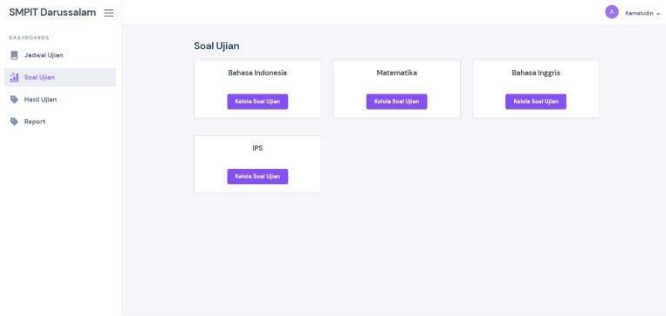 SMPIT Darussalam
A
Kamaludin
DASHBOARDS
Jadwal Ujian
Soal Ujian
Hasil Ujian
Report
Soal Ujian
Bahasa Indonesia
Kelola Soal Ujian
Matematika
Kelola Soal Ujian
Bahasa Inggris
Kelola Soal Ujian
IPS
Kelola Soal Ujian